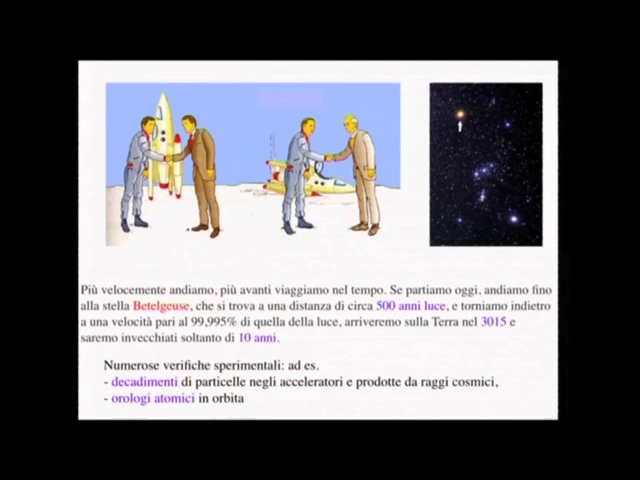 Più velocemente andiamo, più avanti viaggiamo nel tempo. Se partiamo oggi, andiamo fino
alla stella Betelgeuse, che si trova a una distanza di circa 500 anni luce, e torniamo indietro
a una velocità pari al 99,995% di quella della luce, arriveremo sulla Terra nel 3015 e
saremo invecchiati soltanto di 10 anni.
Numerose verifiche sperimentali: ad es.
- decadimenti di particelle negli acceleratori e prodotte da raggi cosmici,
- orologi atomici in orbita